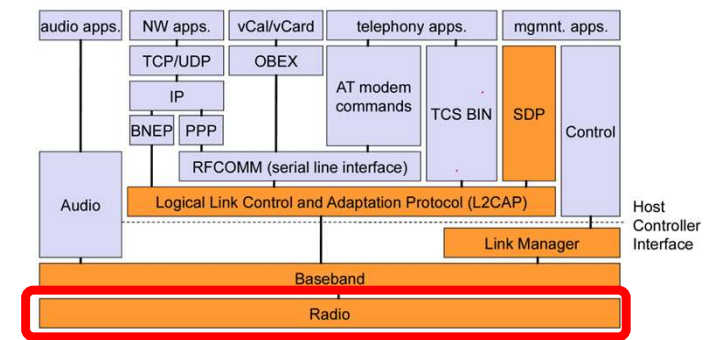 audio apps. NW apps. vCal/vCard telephony apps. mgmnt. apps.
TCP/UDP OBEX
AT modem
commands
TCS BIN SDP
Control
IP
BNEP PPP
RFCOMM (serial line interface)
Audio
Logical Link Control and Adaptation Protocol (L2CAP)
Host
Controller
Interface
Link Manager
Baseband
Radio